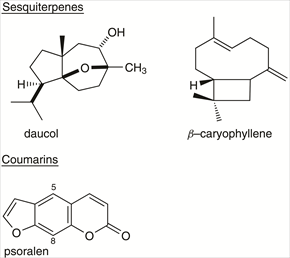 Sesquiterpenes
OH
H
O
CH3
H
daucol
β–caryophyllene
Coumarins
5
O
8
O
O
psoralen